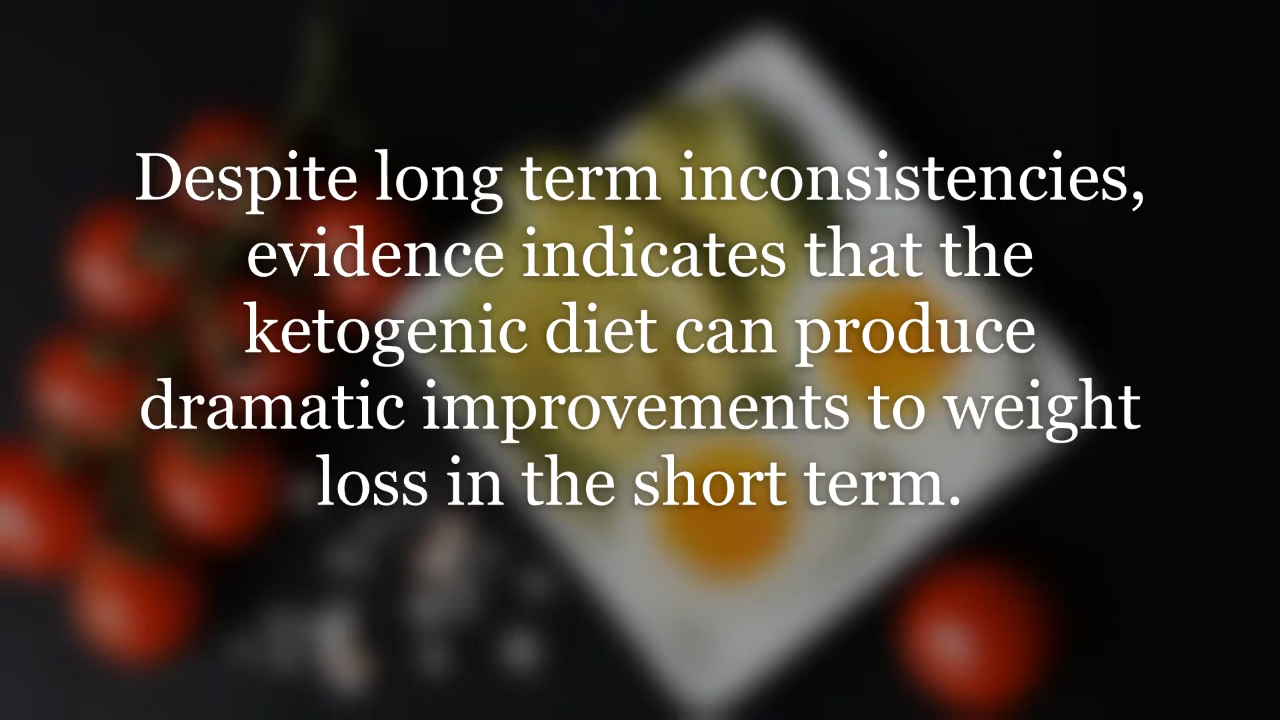 Despite long term inconsistencies,
evidence indicates that the
ketogenic diet can produce
dramatic improvements to weight
loss in the short term.